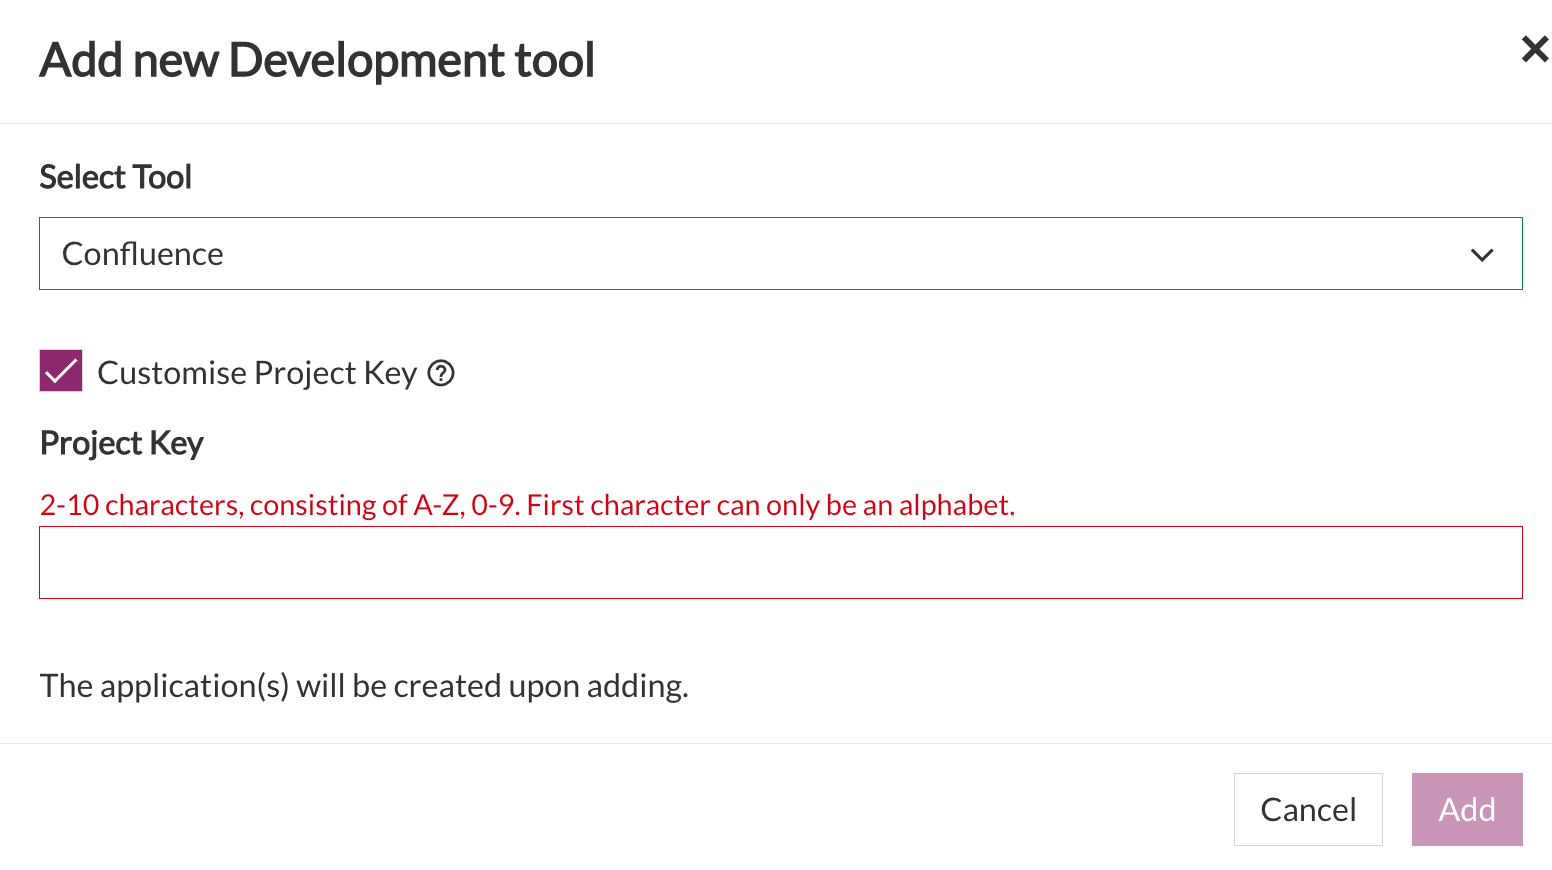 Add new Development tool
Select Tool
Confluence
Customise Project Key
Project Key
2-10 characters, consisting of A-Z, 0-9. First character can only be an alphabet.
The application(s) will be created upon adding.
Cancel
Add